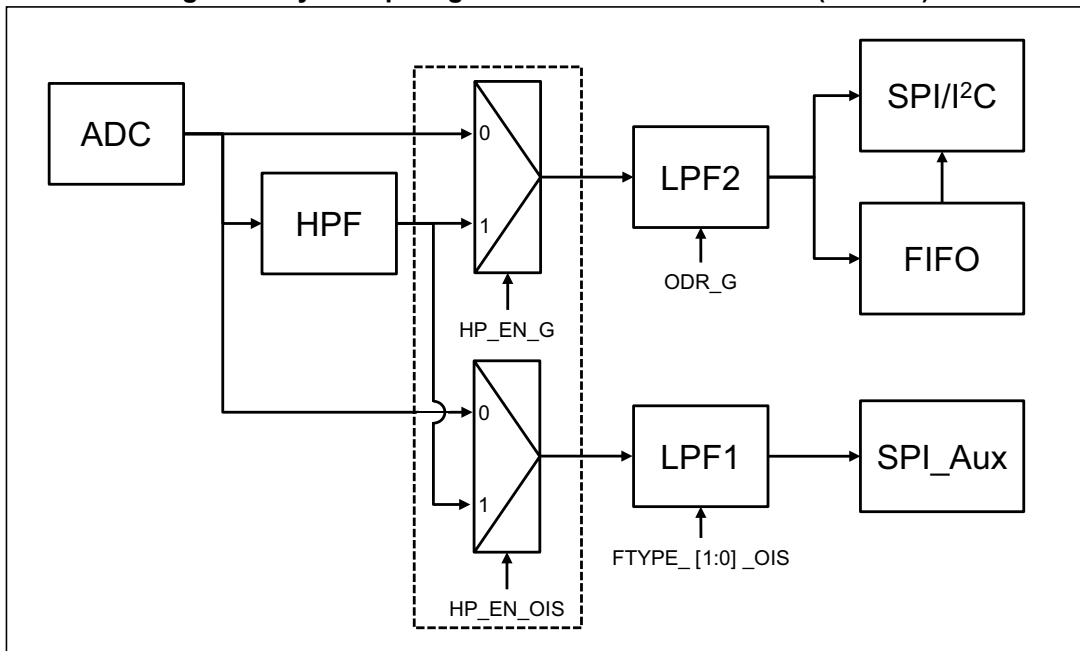 ADC
0
SPI/I²C
HPF
1
LPF2
FIFO
ODR_G
HP_EN_G
0
LPF1
SPI_Aux
1
FTYPE_ [1:0] _OIS
HP_EN_OIS